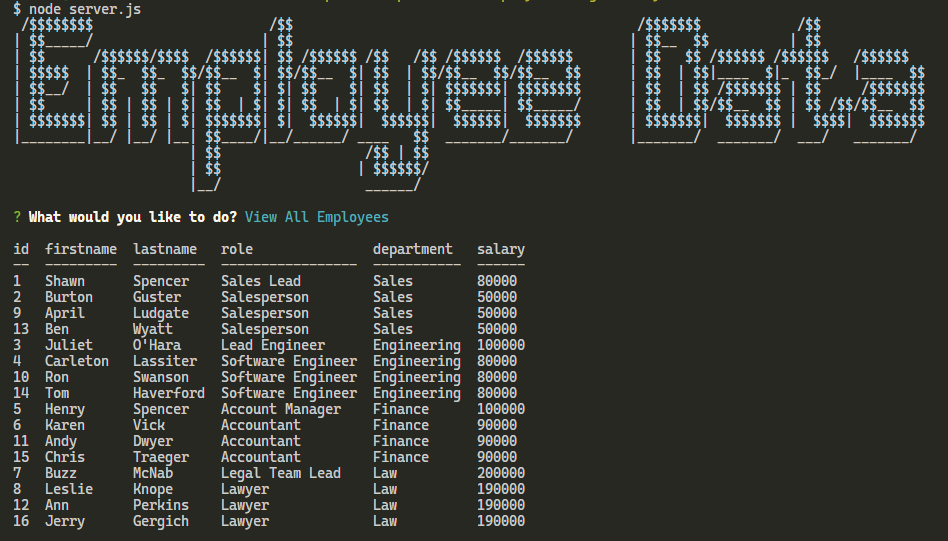 $ node server.js
Employee Data
? What would you like to do? View All Employees
id  firstname  lastname   role               department   salary
--  ---------  ---------  -----------------  -----------  ------
1   Shawn      Spencer    Sales Lead         Sales        80000
2   Burton     Guster     Salesperson        Sales        50000
9   April      Ludgate    Salesperson        Sales        50000
13  Ben        Wyatt      Salesperson        Sales        50000
3   Juliet     O'Hara     Lead Engineer      Engineering  100000
4   Carleton   Lassiter   Software Engineer  Engineering  80000
10  Ron        Swanson    Software Engineer  Engineering  80000
14  Tom        Haverford  Software Engineer  Engineering  80000
5   Henry      Spencer    Account Manager    Finance      100000
6   Karen      Vick       Accountant         Finance      90000
11  Andy       Dwyer      Accountant         Finance      90000
15  Chris      Traeger    Accountant         Finance      90000
7   Buzz       McNab      Legal Team Lead    Law          200000
8   Leslie     Knope      Lawyer             Law          190000
12  Ann        Perkins    Lawyer             Law          190000
16  Jerry      Gergich    Lawyer             Law          190000